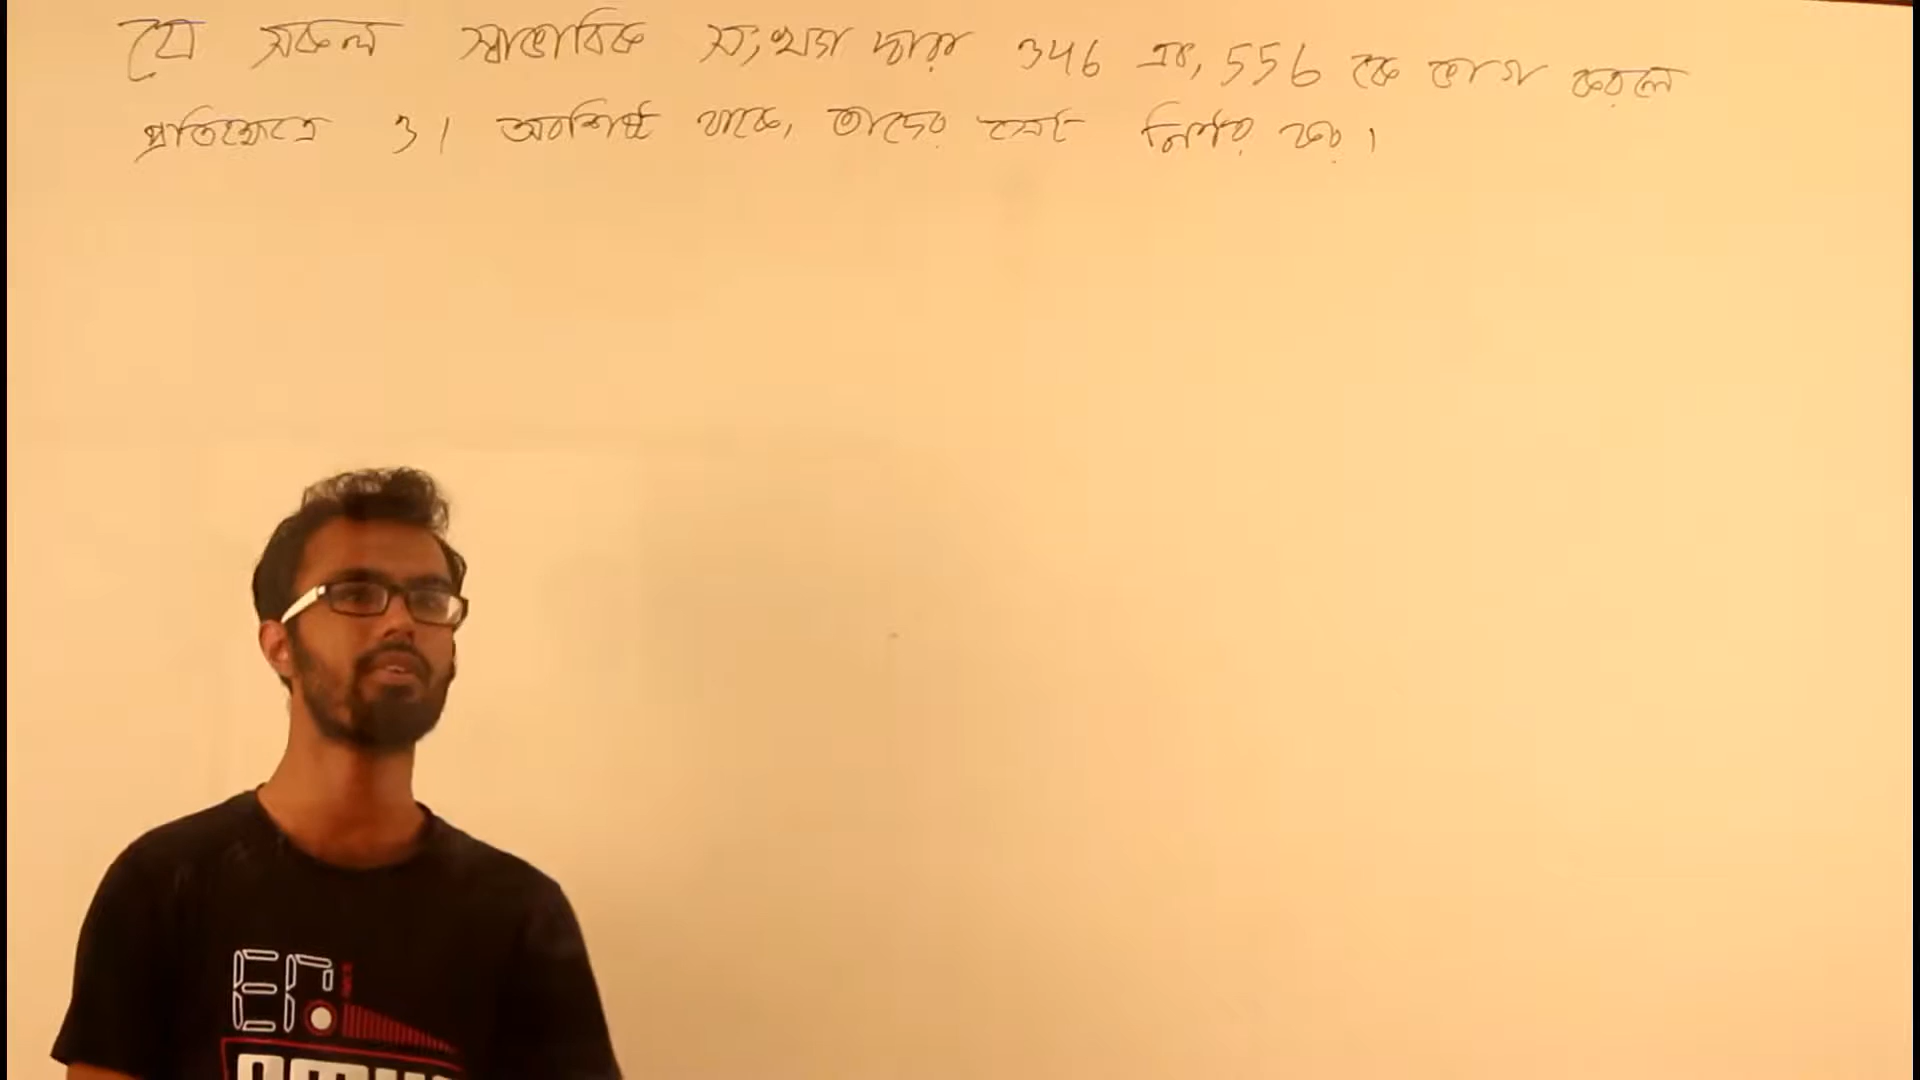 যে সকল স্বাভাবিক সংখ্যা দ্বারা 346 এবং 556 কে ভাগ করলে
প্রতিক্ষেত্রে 31 অবশিষ্ট থাকে, তাদের সেট নির্ণয় কর।